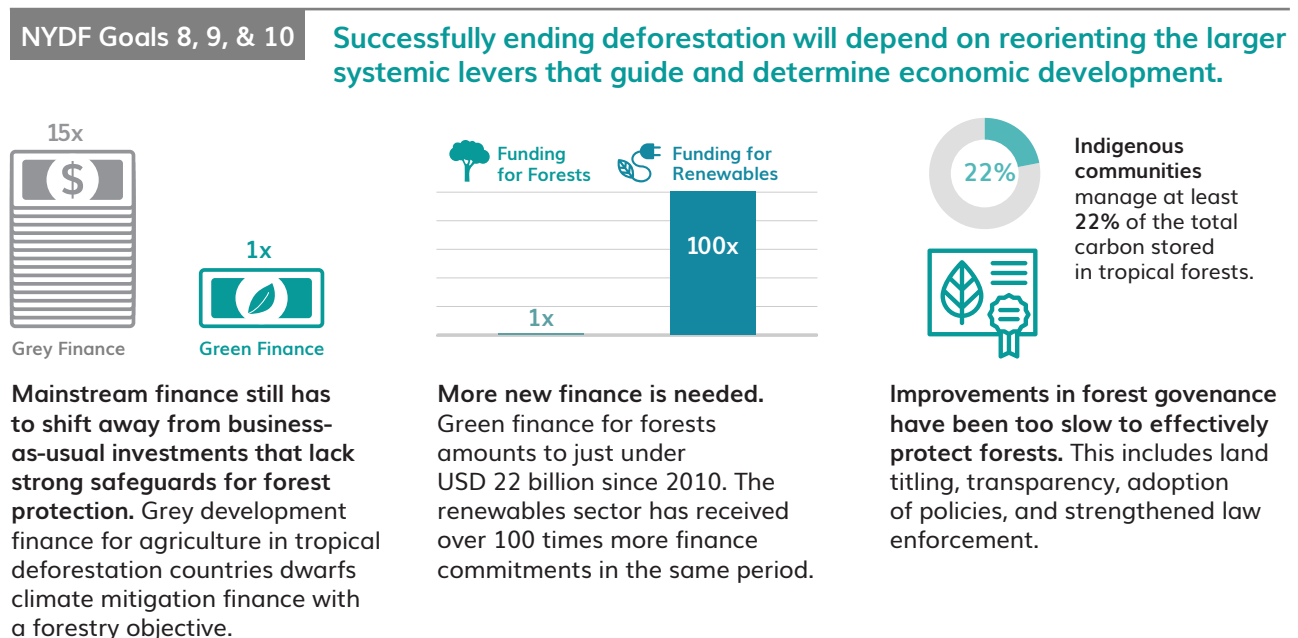 NYDF Goals 8, 9, & 10
Successfully ending deforestation will depend on reorienting the larger
systemic levers that guide and determine economic development.
15x
$
1x
Grey Finance
Green Finance
Mainstream finance still has
to shift away from business-
as-usual investments that lack
strong safeguards for forest
protection. Grey development
finance for agriculture in tropical
deforestation countries dwarfs
climate mitigation finance with
a forestry objective.
Funding
for Forests
Funding for
Renewables
1x
100x
More new finance is needed.
Green finance for forests
amounts to just under
USD 22 billion since 2010. The
renewables sector has received
over 100 times more finance
commitments in the same period.
22%
Indigenous
communities
manage at least
22% of the total
carbon stored
in tropical forests.
Improvements in forest govenance
have been too slow to effectively
protect forests. This includes land
titling, transparency, adoption
of policies, and strengthened law
enforcement.